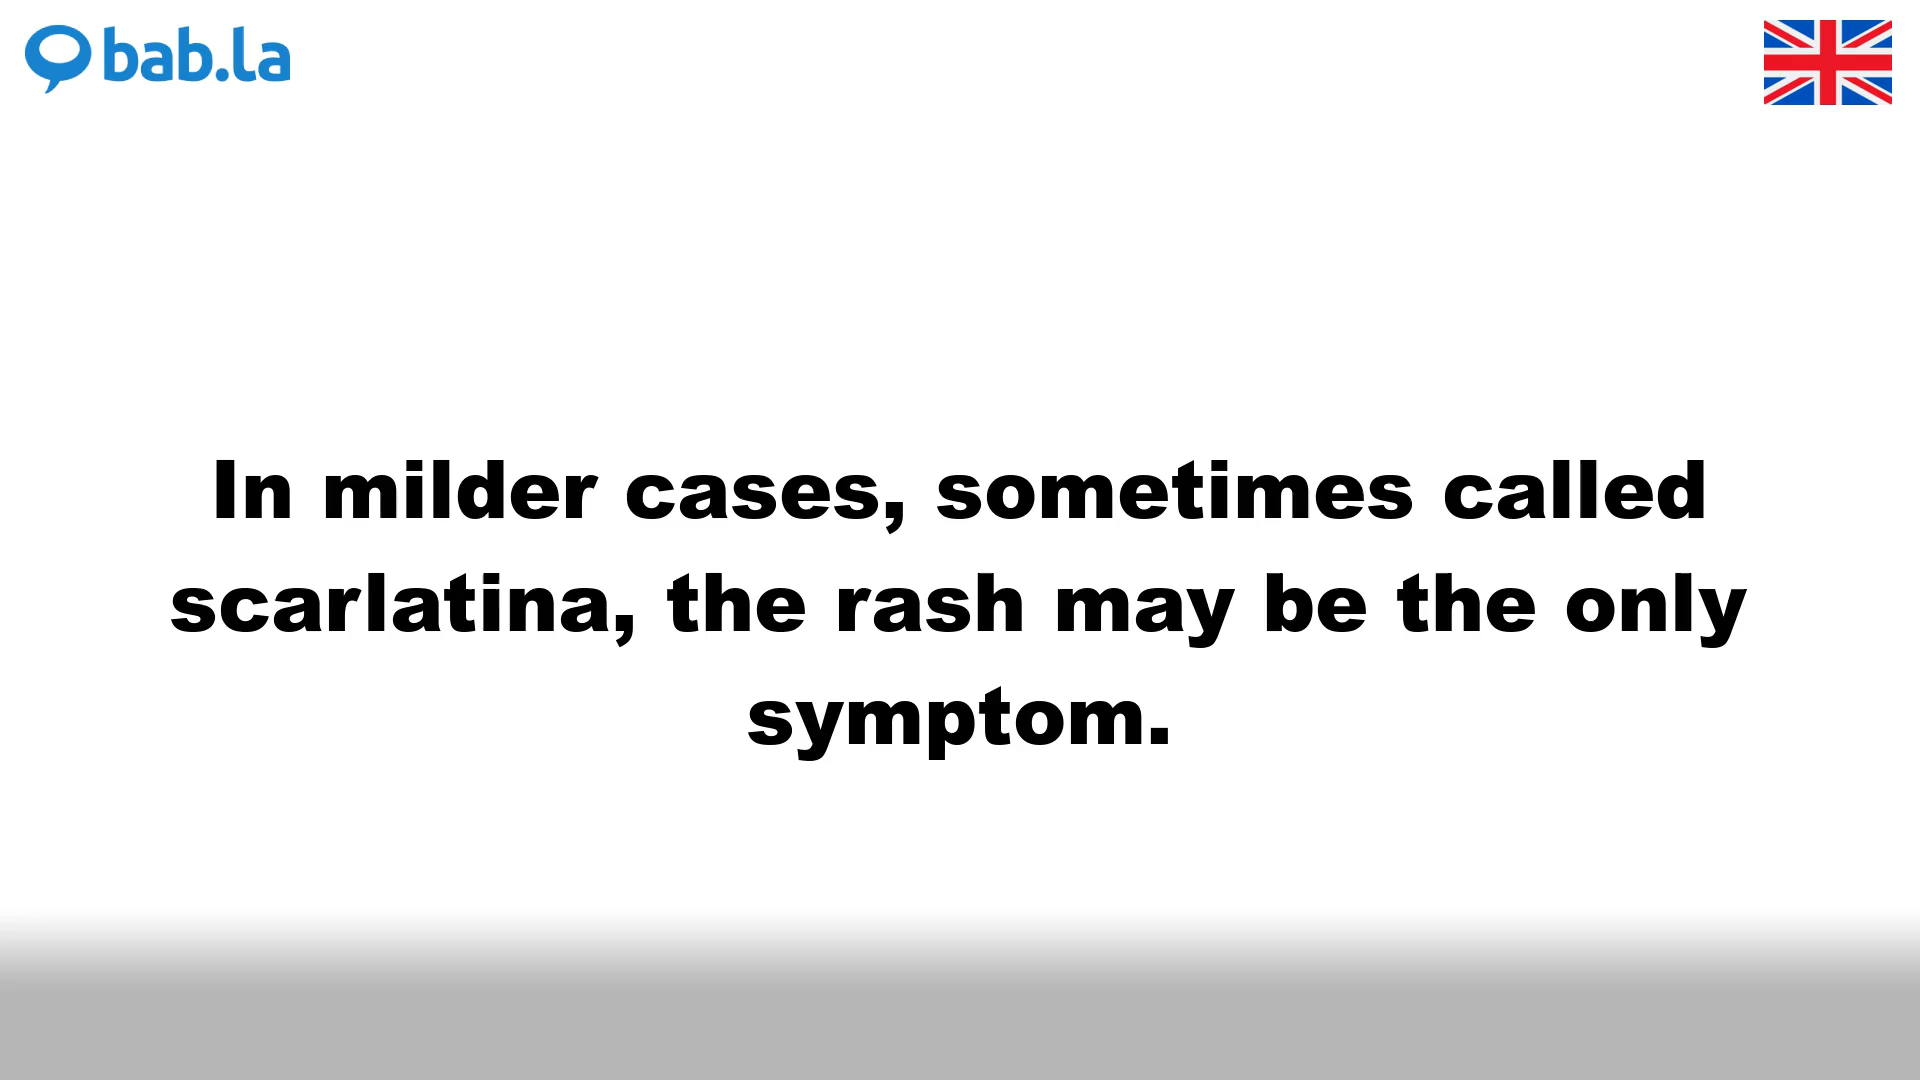 bab.la
In milder cases, sometimes called
scarlatina, the rash may be the only
symptom.